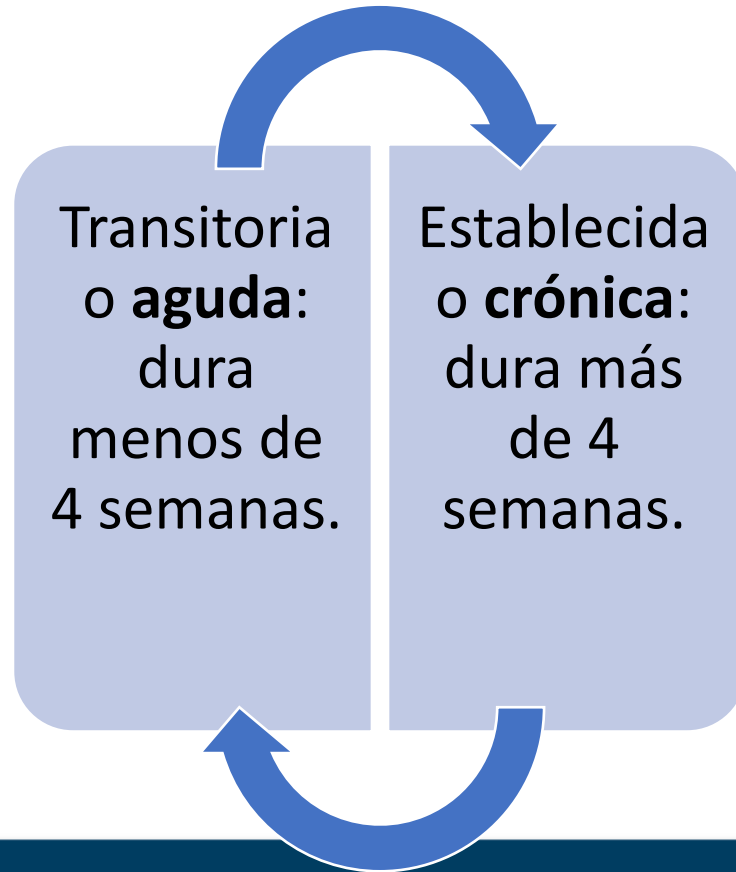 Transitoria
o aguda:
dura
menos de
4 semanas.
Establecida
o crónica:
dura más
de 4
semanas.